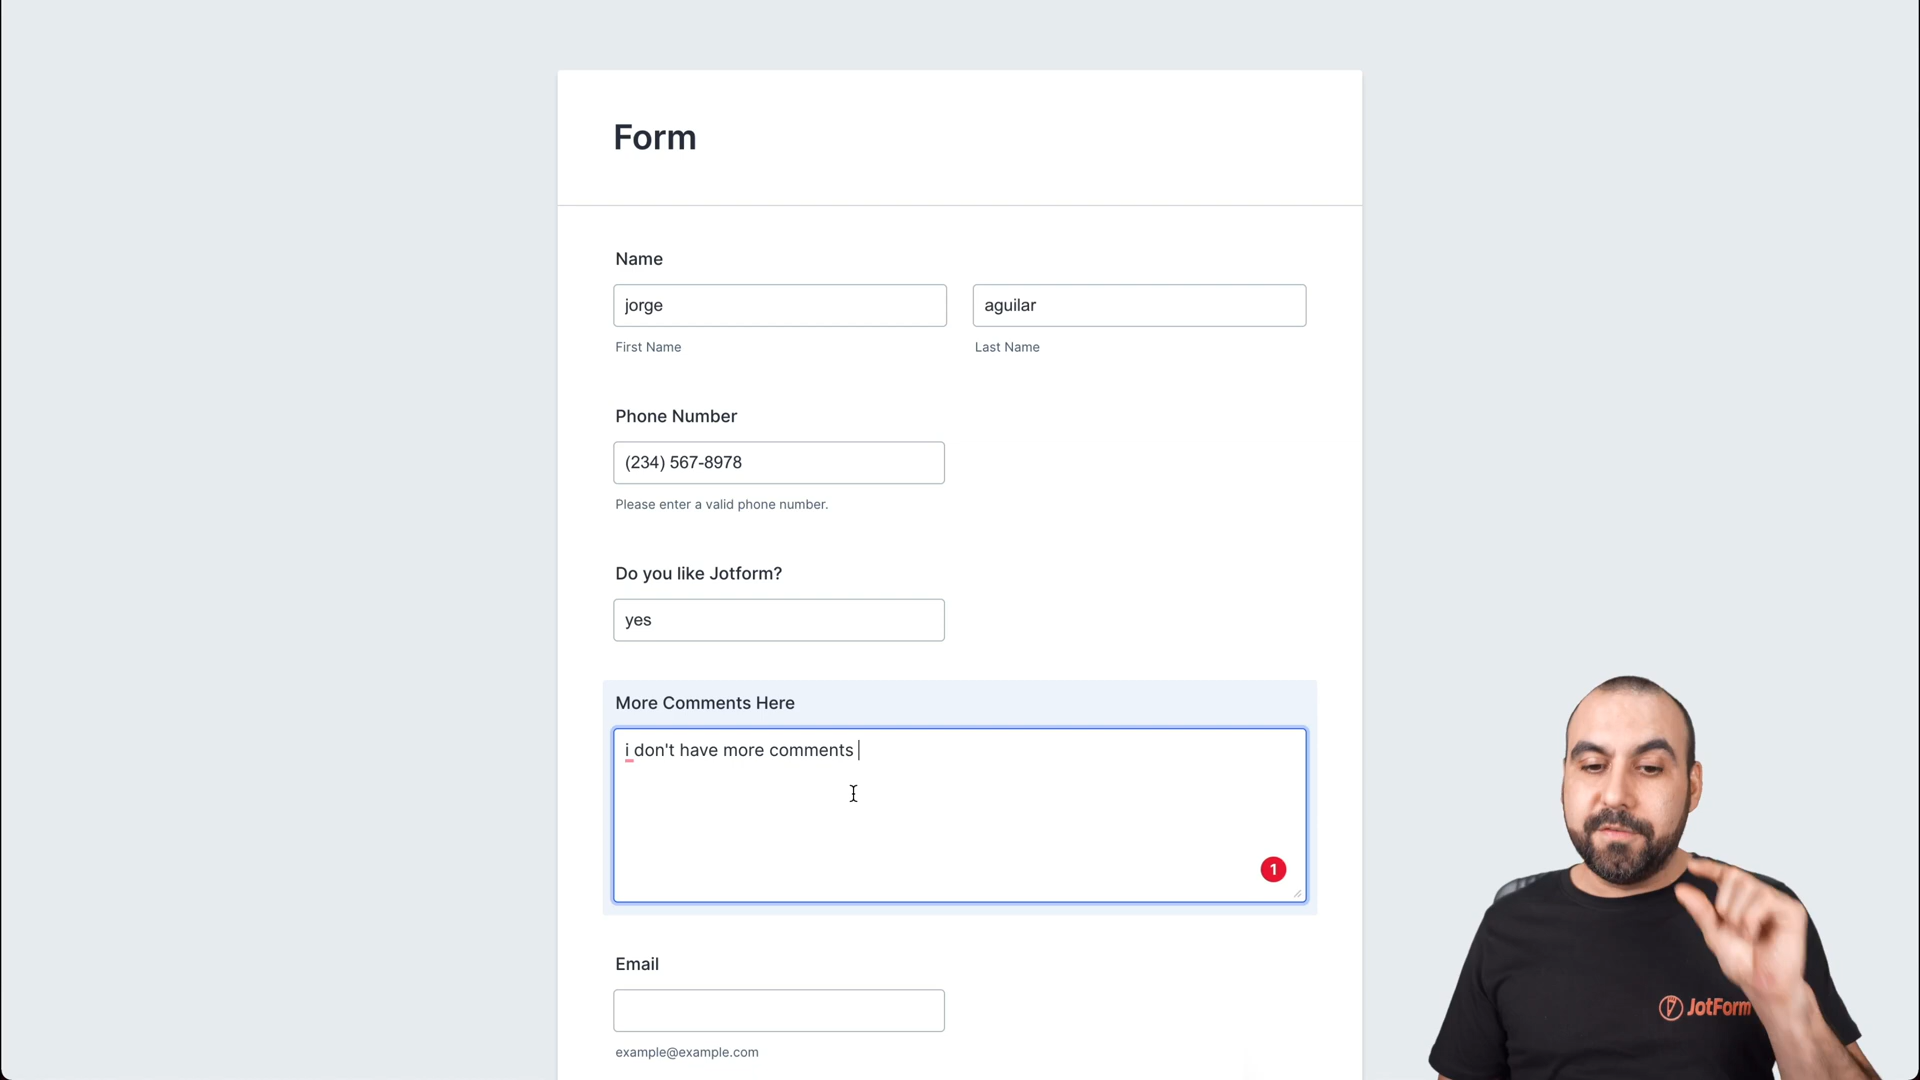 Form
Name
jorge
aguilar
First Name
Last Name
Phone Number
(234) 567-8978
Please enter a valid phone number.
Do you like Jotform?
yes
More Comments Here
i don't have more comments
1
Email
example@example.com
JotForm